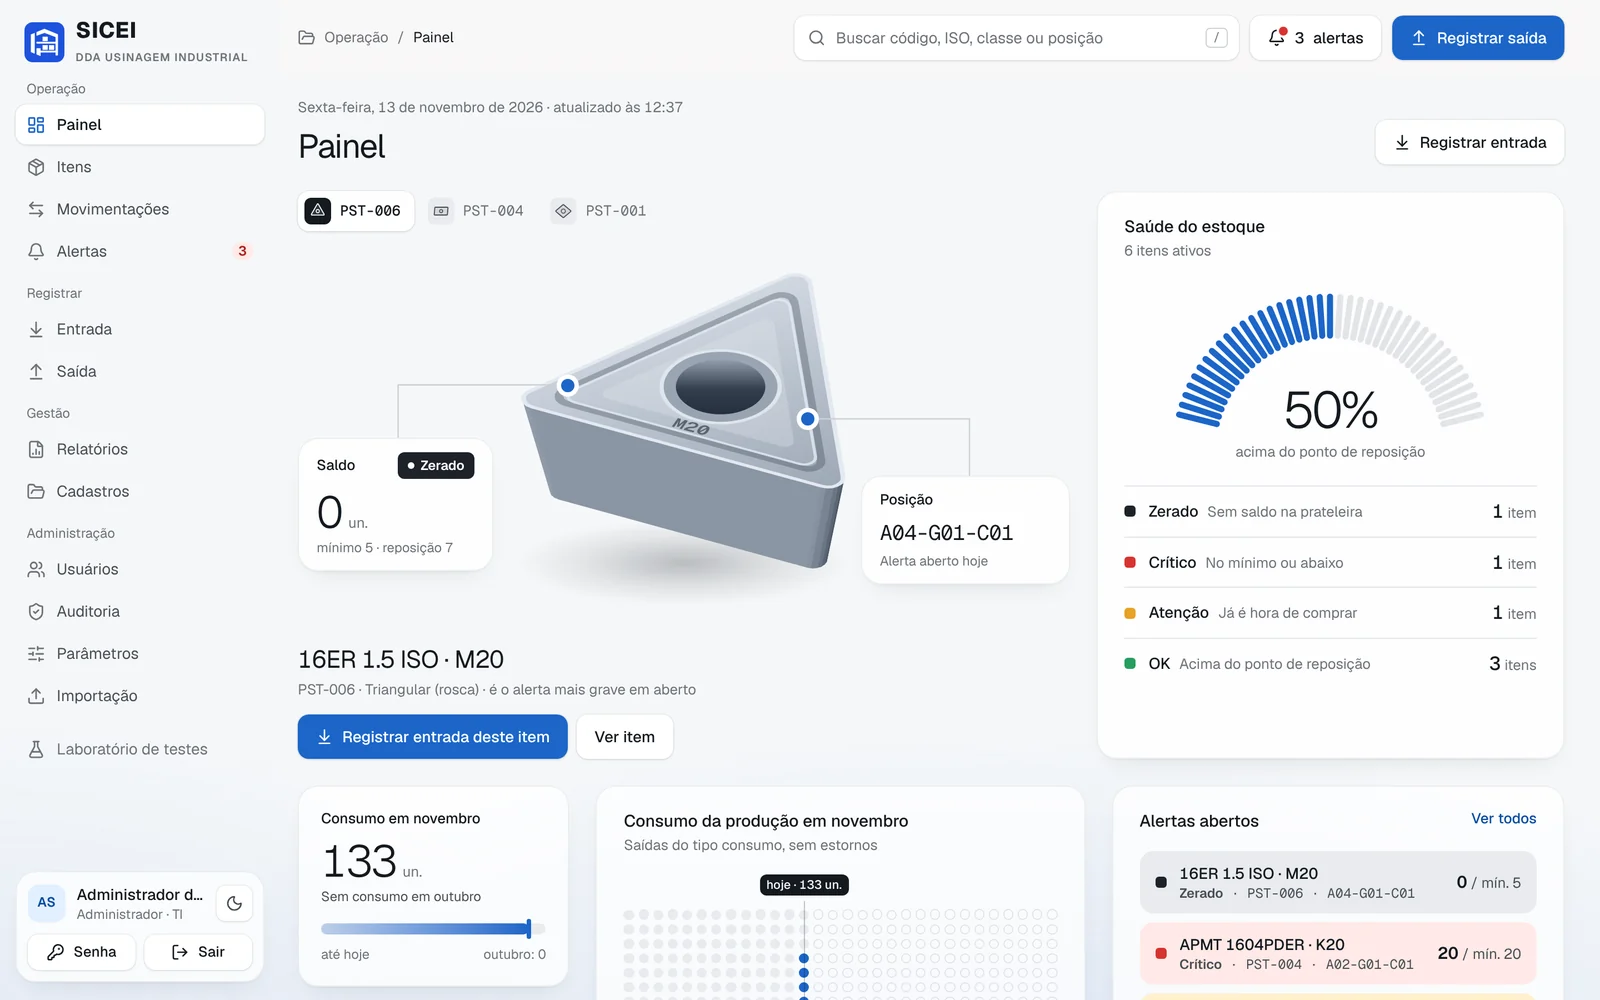 SICEI
DDA USINAGEM INDUSTRIAL
Operação
Painel
Itens
Movimentações
Alertas 3
Registrar
Entrada
Saída
Gestão
Relatórios
Cadastros
Administração
Usuários
Auditoria
Parâmetros
Importação
Laboratório de testes
AS
Administrador d...
Administrador · TI
Senha
Sair
Operação / Painel
Buscar código, ISO, classe ou posição /
3 alertas
Registrar saída
Sexta-feira, 13 de novembro de 2026 · atualizado às 12:37
Painel
Registrar entrada
PST-006
PST-004
PST-001
M20
Saldo
Zerado
0 un.
mínimo 5 · reposição 7
Posição
A04-G01-C01
Alerta aberto hoje
16ER 1.5 ISO · M20
PST-006 · Triangular (rosca) · é o alerta mais grave em aberto
Registrar entrada deste item
Ver item
Saúde do estoque
6 itens ativos
50%
acima do ponto de reposição
Zerado Sem saldo na prateleira 1 item
Crítico No mínimo ou abaixo 1 item
Atenção Já é hora de comprar 1 item
OK Acima do ponto de reposição 3 itens
Consumo em novembro
133 un.
Sem consumo em outubro
até hoje outubro: 0
Consumo da produção em novembro
Saídas do tipo consumo, sem estornos
hoje · 133 un.
Alertas abertos
Ver todos
16ER 1.5 ISO · M20
Zerado · PST-006 · A04-G01-C01
0 / mín. 5
APMT 1604PDER · K20
Crítico · PST-004 · A02-G01-C01
20 / mín. 20